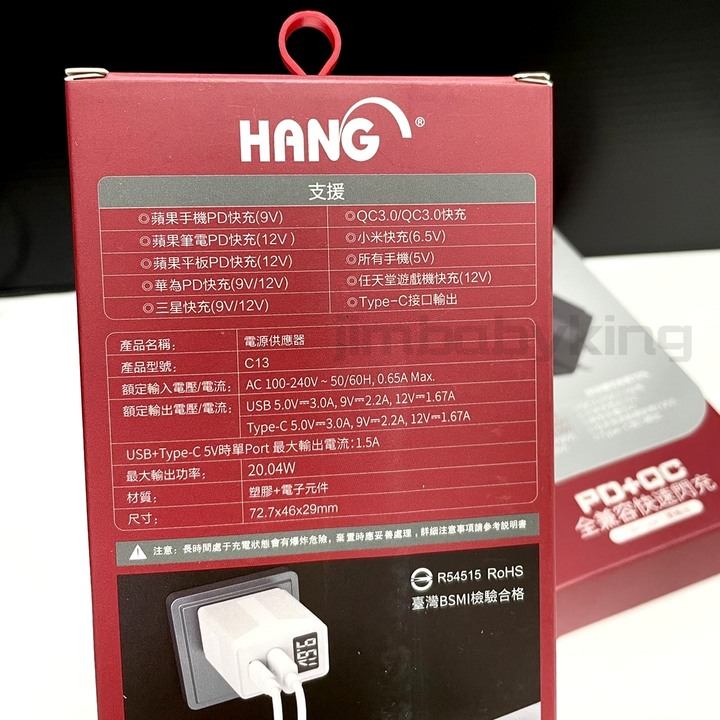 HANG®
支援
◎蘋果手機PD快充(9V)
◎QC3.0/QC3.0快充
◎蘋果筆電PD快充(12V)
◎小米快充(6.5V)
◎蘋果平板PD快充(12V)
◎所有手機(5V)
◎華為PD快充(9V/12V)
◎任天堂遊戲機快充(12V)
◎三星快充(9V/12V)
◎Type-C接口輸出
產品名稱: 電源供應器
產品型號: C13
額定輸入電壓/電流: AC 100-240V~50/60H, 0.65A Max.
額定輸出電壓/電流: USB 5.0V⎓3.0A, 9V⎓2.2A, 12V⎓1.67A
Type-C 5.0V⎓3.0A, 9V⎓2.2A, 12V⎓1.67A
USB+Type-C 5V時單Port 最大輸出電流:1.5A
最大輸出功率: 20.04W
材質: 塑膠+電子元件
尺寸: 72.7x46x29mm
注意:長時間處于充電狀態會有爆炸危險,棄置時應妥善處理,詳細注意事項請參考説明書
R54515 RoHS
臺灣BSMI檢驗合格
jimbabyking
PD+QC
全兼容快速閃充